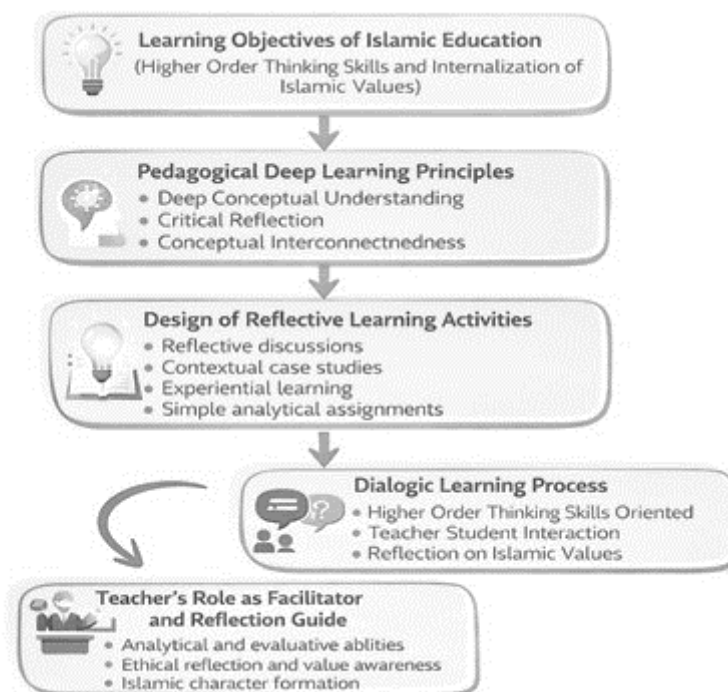 Learning Objectives of Islamic Education
(Higher Order Thinking Skills and Internalization of
Islamic Values)
Pedagogical Deep Learning Principles
• Deep Conceptual Understanding
• Critical Reflection
• Conceptual Interconnectnedness
Design of Reflective Learning Activities
• Reflective discussions
• Contextual case studies
• Experiential learning
• Simple analytical assignments
Dialogic Learning Process
• Higher Order Thinking Skills Oriented
• Teacher Student Interaction
• Reflection on Islamic Values
Teacher's Role as Facilitator
and Reflection Guide
• Analytical and evaluative ablities
• Ethical reflection and value awareness
• Islamic character formation